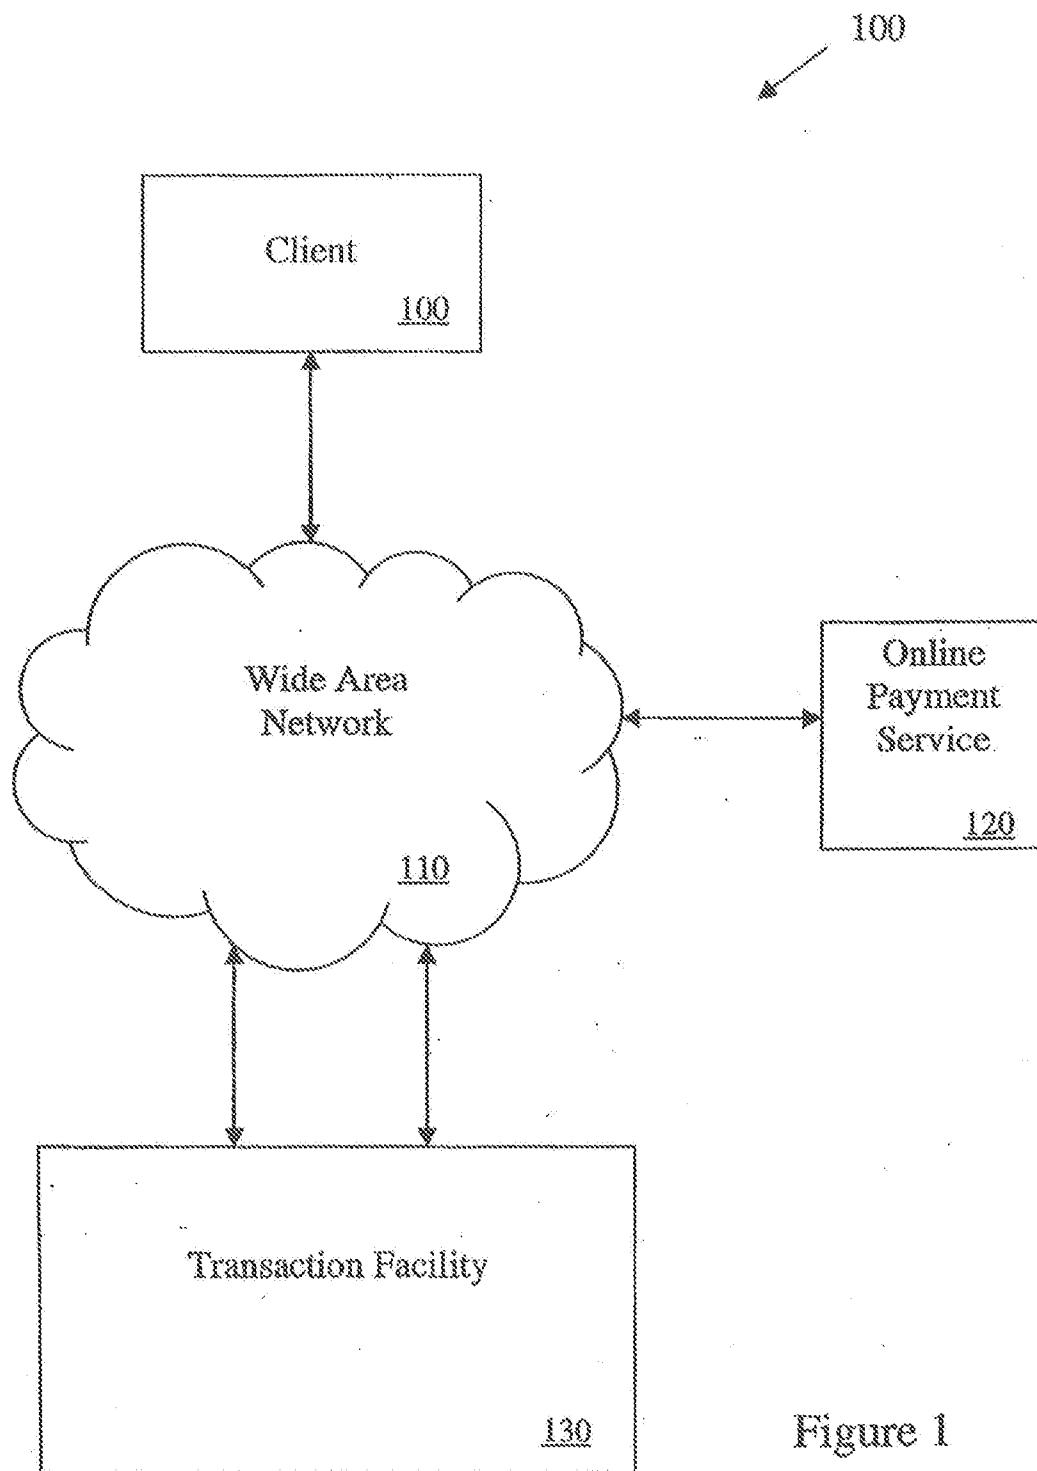 100
Client
100
Wide Area
Network
110
Online
Payment
Service
120
Transaction Facility
130
Figure 1